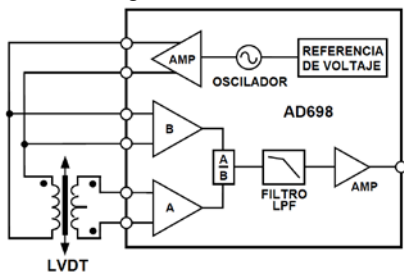 AMP
REFERENCIA
DE VOLTAJE
OSCILADOR
AD698
B
A
B
A
FILTRO
LPF
AMP
LVDT